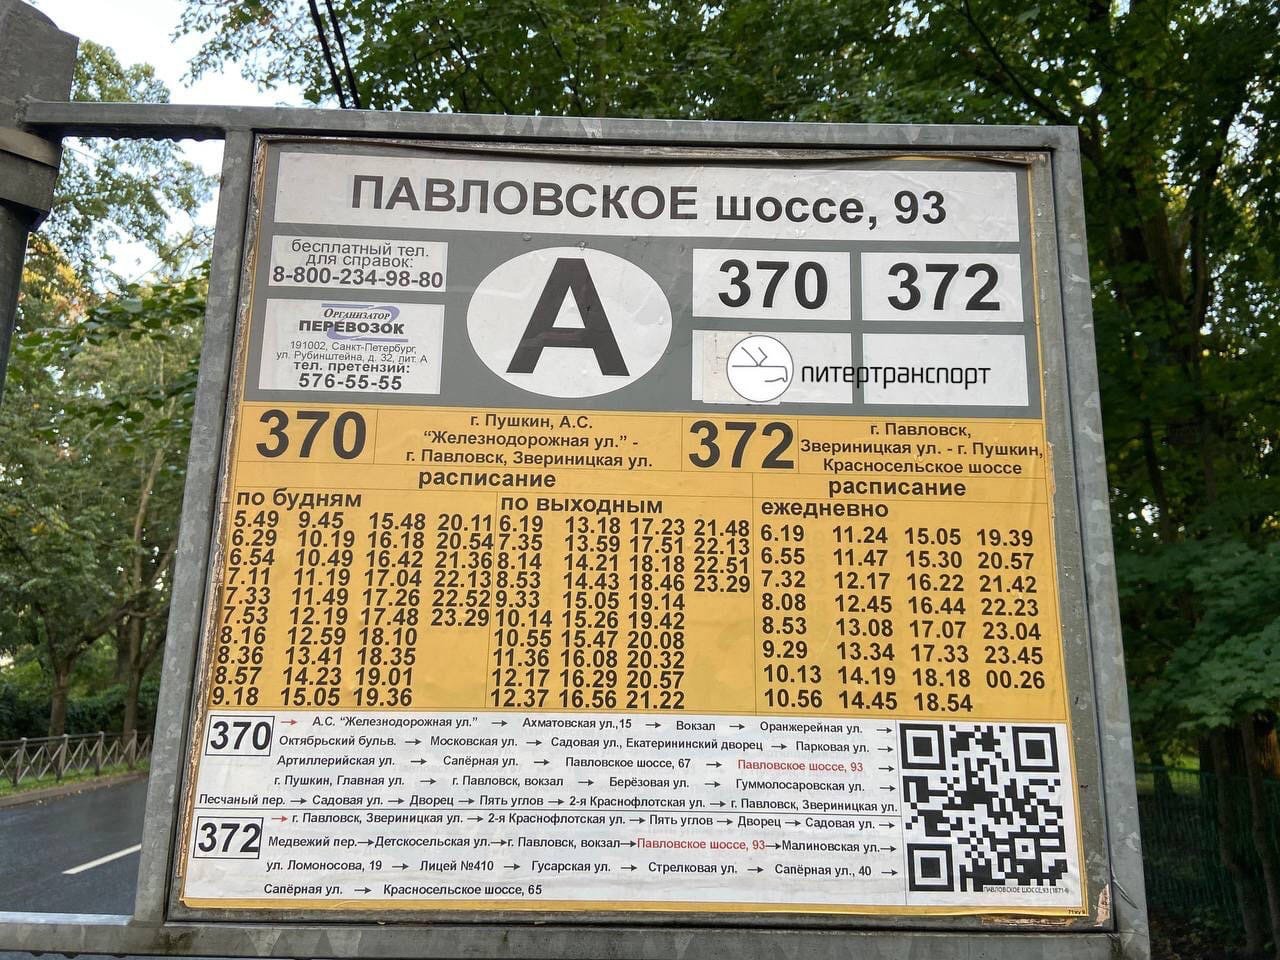 ПАВЛОВСКОЕ шоссе, 93
бесплатный тел.
для справок:
8-800-234-98-80
Организатор
ПЕРЕВОЗОК
191002, Санкт-Петербург,
ул. Рубинштейна, д. 32, лит. А
тел. претензий:
576-55-55
А
370 372
питертранспорт
370
г. Пушкин, А.С.
“Железнодорожная ул.” -
г. Павловск, Звериницкая ул.
372
г. Павловск,
Звериницкая ул. - г. Пушкин,
Красносельское шоссе
расписание
по будням
5.49 9.45 15.48 20.11
6.29 10.19 16.18 20.54
6.54 10.49 16.42 21.36
7.11 11.19 17.04 22.13
7.33 11.49 17.26 22.52
7.53 12.19 17.48 23.29
8.16 12.59 18.10
8.36 13.41 18.35
8.57 14.23 19.01
9.18 15.05 19.36
по выходным
6.19 13.18 17.23 21.48
7.35 13.59 17.51 22.13
8.14 14.21 18.18 22.51
8.53 14.43 18.46 23.29
9.33 15.05 19.14
10.14 15.26 19.42
10.55 15.47 20.08
11.36 16.08 20.32
12.17 16.29 20.57
12.37 16.56 21.22
расписание
ежедневно
6.19 11.24 15.05 19.39
6.55 11.47 15.30 20.57
7.32 12.17 16.22 21.42
8.08 12.45 16.44 22.23
8.53 13.08 17.07 23.04
9.29 13.34 17.33 23.45
10.13 14.19 18.18 00.26
10.56 14.45 18.54
370 → А.С. “Железнодорожная ул.” → Ахматовская ул.,15 → Вокзал → Оранжерейная ул. →
Октябрьский бульв. → Московская ул. → Садовая ул., Екатерининский дворец → Парковая ул. →
Артиллерийская ул. → Сапёрная ул. → Павловское шоссе, 67 → Павловское шоссе, 93 →
г. Пушкин, Главная ул. → г. Павловск, вокзал → Берёзовая ул. → Гуммолосаровская ул. →
Песчаный пер. → Садовая ул. → Дворец → Пять углов → 2-я Краснофлотская ул. → г. Павловск, Звериницкая ул.
372 → г. Павловск, Звериницкая ул. → 2-я Краснофлотская ул. → Пять углов → Дворец → Садовая ул. →
Медвежий пер. → Детскосельская ул. → г. Павловск, вокзал → Павловское шоссе, 93 → Малиновская ул. →
ул. Ломоносова, 19 → Лицей №410 → Гусарская ул. → Стрелковая ул. → Сапёрная ул., 40 →
Сапёрная ул. → Красносельское шоссе, 65
ПАВЛОВСКОЕ ШОССЕ, 93